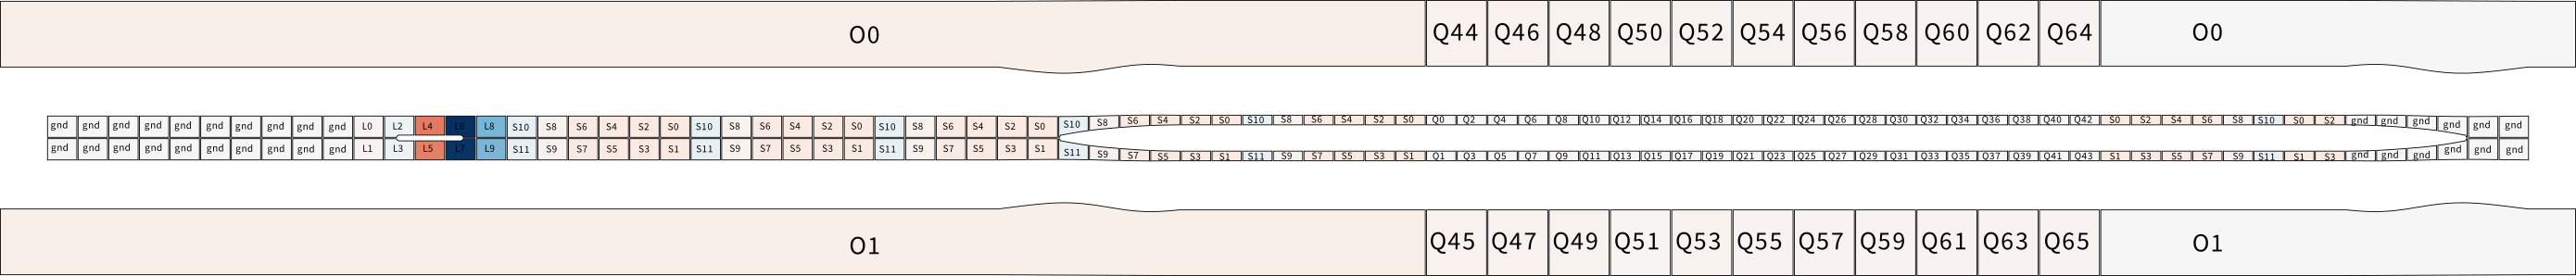 O0 Q44 Q46 Q48 Q50 Q52 Q54 Q56 Q58 Q60 Q62 Q64 O0
gnd gnd gnd gnd gnd gnd gnd gnd gnd gnd L0 L2 L4 L6 L8 S10 S8 S6 S4 S2 S0 S10 S8 S6 S4 S2 S0 S10 S8 S6 S4 S2 S0 S10 S8 S6 S4 S2 S0 S10 S8 S6 S4 S2 S0 Q0 Q2 Q4 Q6 Q8 Q10 Q12 Q14 Q16 Q18 Q20 Q22 Q24 Q26 Q28 Q30 Q32 Q34 Q36 Q38 Q40 Q42 S0 S2 S4 S6 S8 S10 S0 S2 gnd gnd gnd gnd gnd gnd
gnd gnd gnd gnd gnd gnd gnd gnd gnd gnd L1 L3 L5 L7 L9 S11 S9 S7 S5 S3 S1 S11 S9 S7 S5 S3 S1 S11 S9 S7 S5 S3 S1 S11 S9 S7 S5 S3 S1 S11 S9 S7 S5 S3 S1 Q1 Q3 Q5 Q7 Q9 Q11 Q13 Q15 Q17 Q19 Q21 Q23 Q25 Q27 Q29 Q31 Q33 Q35 Q37 Q39 Q41 Q43 S1 S3 S5 S7 S9 S11 S1 S3 gnd gnd gnd gnd gnd gnd
O1 Q45 Q47 Q49 Q51 Q53 Q55 Q57 Q59 Q61 Q63 Q65 O1